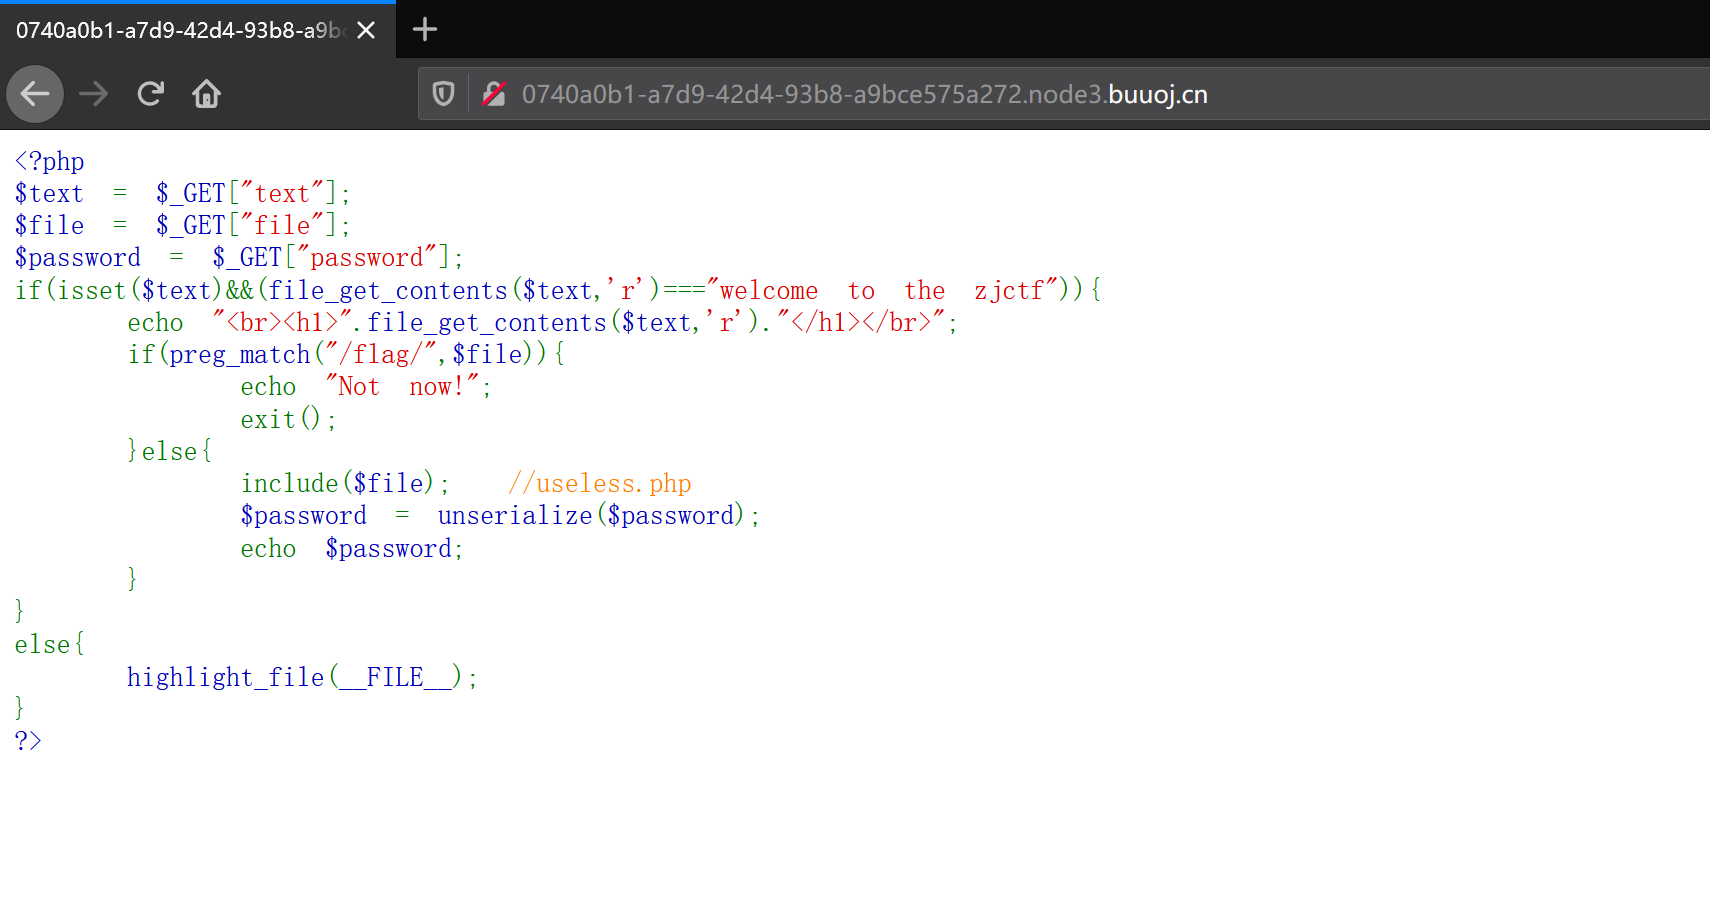 0740a0b1-a7d9-42d4-93b8-a9b
0740a0b1-a7d9-42d4-93b8-a9bce575a272.node3.buuoj.cn
<?php
$text = $_GET["text"];
$file = $_GET["file"];
$password = $_GET["password"];
if(isset($text)&&(file_get_contents($text,'r')==="welcome to the zjctf")){
echo "<br><h1>".file_get_contents($text,'r')."</h1></br>";
if(preg_match("/flag/",$file)){
echo "Not now!";
exit();
}else{
include($file); //useless.php
$password = unserialize($password);
echo $password;
}
}
else{
highlight_file(__FILE__);
}
?>